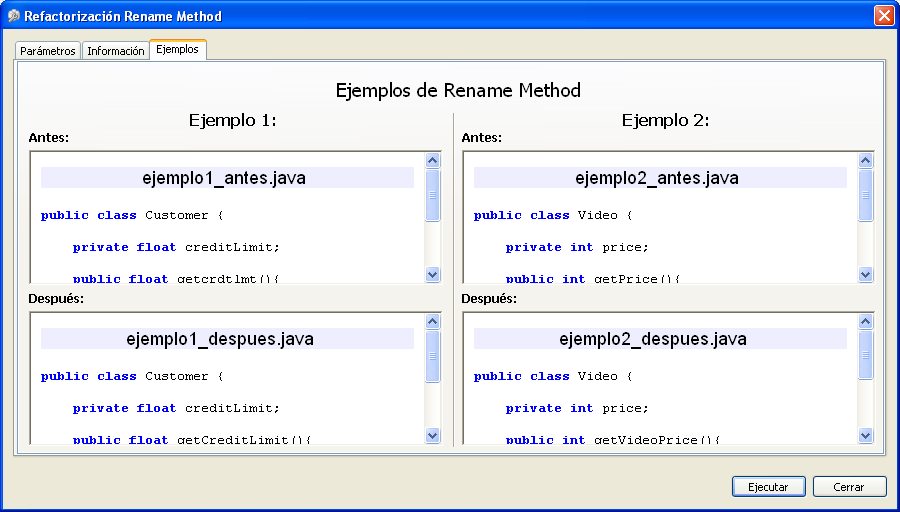 Refactorización Rename Method
Parámetros Información Ejemplos
Ejemplos de Rename Method
Ejemplo 1:
Antes:
ejemplo1_antes.java
public class Customer {
private float creditLimit;
public float getcrdtlmt(){
Después:
ejemplo1_despues.java
public class Customer {
private float creditLimit;
public float getCreditLimit(){
Ejemplo 2:
Antes:
ejemplo2_antes.java
public class Video {
private int price;
public int getPrice(){
Después:
ejemplo2_despues.java
public class Video {
private int price;
public int getVideoPrice(){
Ejecutar Cerrar